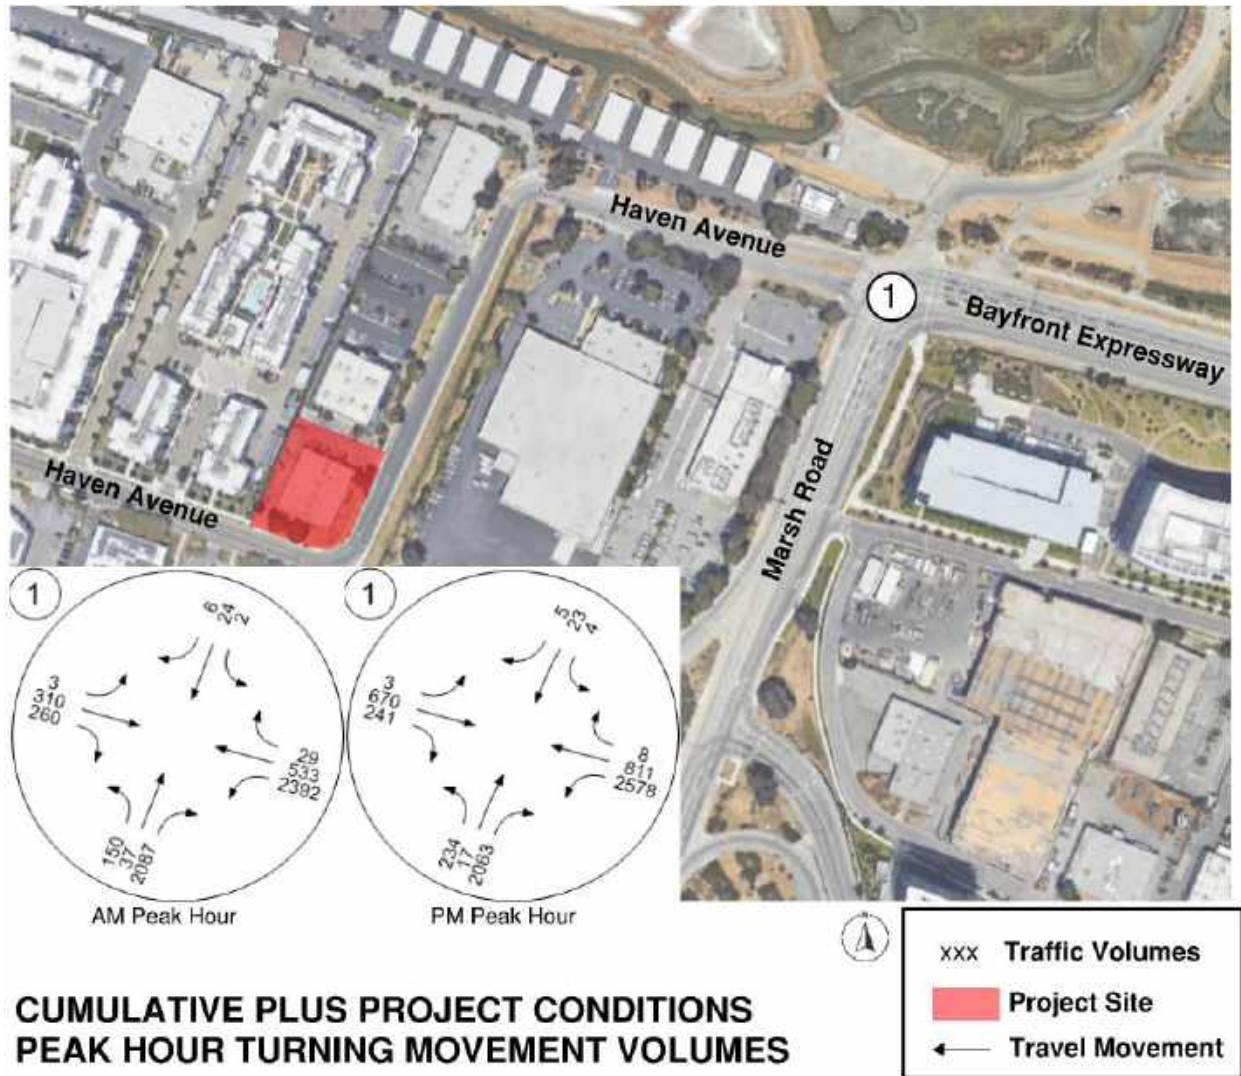 Haven Avenue
1
Bayfront Expressway
Marsh Road
Haven Avenue
1
6
24
2
3
310
260
29
533
2392
150
37
2087
AM Peak Hour
1
5
23
4
3
670
241
8
811
2578
234
17
2063
PM Peak Hour
N
xxx Traffic Volumes
Project Site
Travel Movement
CUMULATIVE PLUS PROJECT CONDITIONS
PEAK HOUR TURNING MOVEMENT VOLUMES